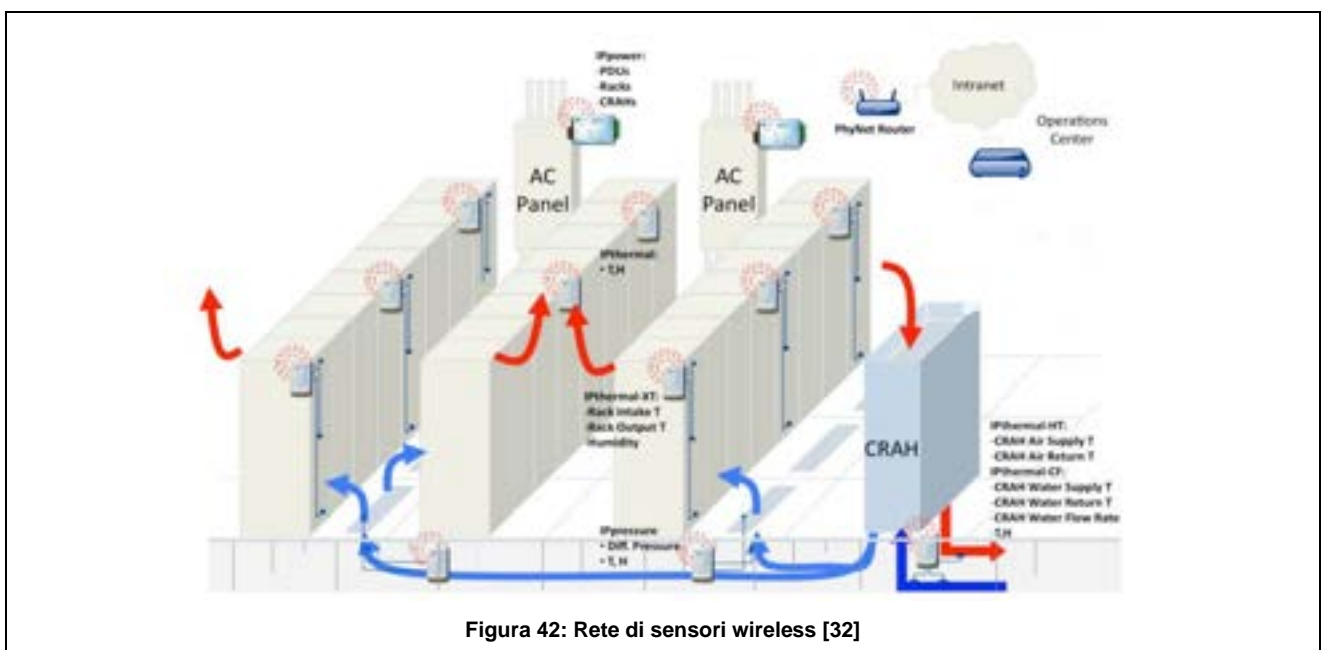 IPpower:
-PDUs
-Racks
-CRAHs
Intranet
PhyNet Router
Operations
Center
AC
Panel
AC
Panel
IPthermal:
• T,H
IPthermal-XT:
-Rack Intake T
-Rack Output T
-Humidity
CRAH
IPthermal-HT:
-CRAH Air Supply T
-CRAH Air Return T
IPthermal-CF:
-CRAH Water Supply T
-CRAH Water Return T
-CRAH Water Flow Rate
-T,H
IPpressure
• Diff. Pressure
• T, H
Figura 42: Rete di sensori wireless [32]